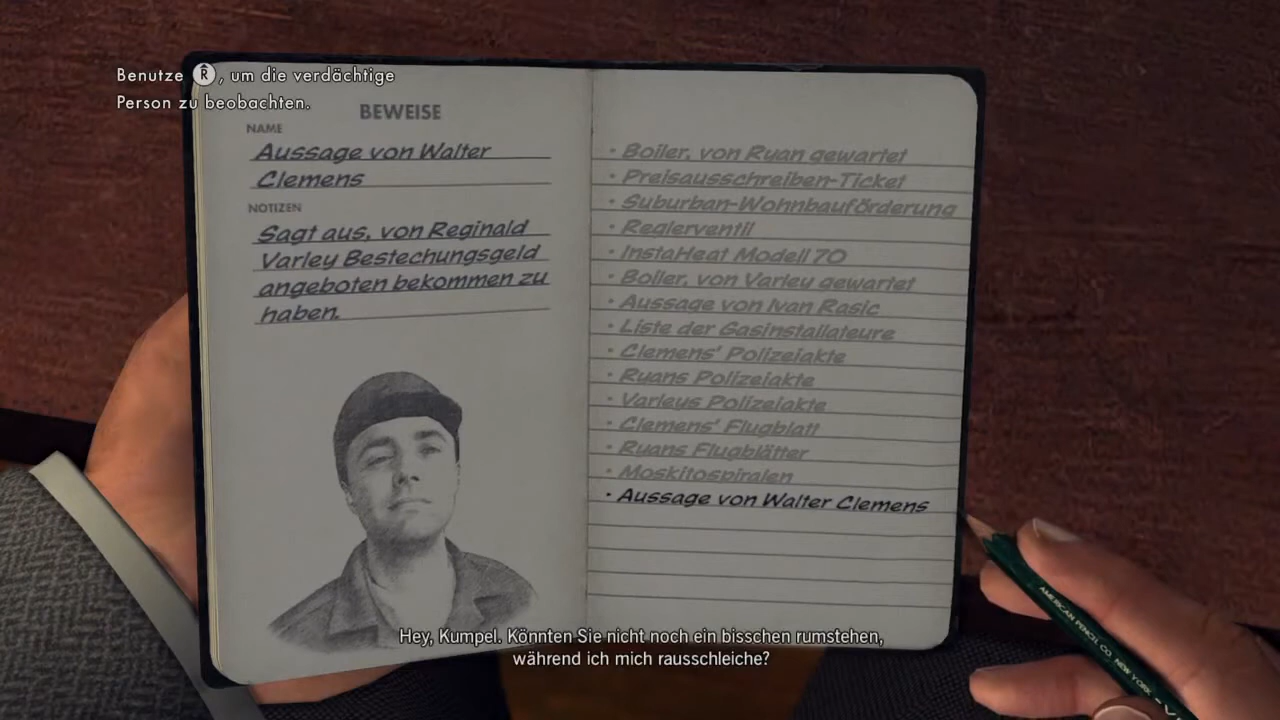 Benutze R, um die verdächtige
Person zu beobachten.
BEWEISE
NAME
Aussage von Walter
Clemens
NOTIZEN
Sagt aus, von Reginald
Varley Bestechungsgeld
angeboten bekommen zu
haben.
· Boiler, von Ryan gewartet
· Preisausschreiben-Ticket
· Suburban-Wohnbauförderung
· Reglerventil
· InstaHeat Modell 70
· Boiler, von Varley gewartet
· Aussage von Ivan Rasic
· Liste der Gasinstallateure
· Clemens' Polizeiakte
· Ryans Polizeiakte
· Varleys Polizeiakte
· Clemens' Flugblatt
· Ryans Flugblätter
· Moskitospiralen
· Aussage von Walter Clemens
AMERICAN PENCIL CO. NEW YORK
Hey, Kumpel. Könnten Sie nicht noch ein bisschen rumstehen,
während ich mich rausschleiche?